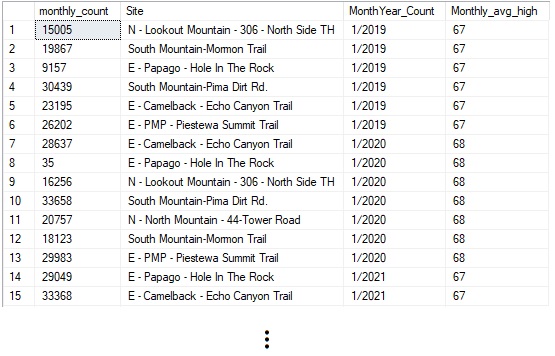 monthly_count Site MonthYear_Count Monthly_avg_high
1 15005 N - Lookout Mountain - 306 - North Side TH 1/2019 67
2 19867 South Mountain-Mormon Trail 1/2019 67
3 9157 E - Papago - Hole In The Rock 1/2019 67
4 30439 South Mountain-Pima Dirt Rd. 1/2019 67
5 23195 E - Camelback - Echo Canyon Trail 1/2019 67
6 26202 E - PMP - Piestewa Summit Trail 1/2019 67
7 28637 E - Camelback - Echo Canyon Trail 1/2020 68
8 35 E - Papago - Hole In The Rock 1/2020 68
9 16256 N - Lookout Mountain - 306 - North Side TH 1/2020 68
10 33658 South Mountain-Pima Dirt Rd. 1/2020 68
11 20757 N - North Mountain - 44-Tower Road 1/2020 68
12 18123 South Mountain-Mormon Trail 1/2020 68
13 29983 E - PMP - Piestewa Summit Trail 1/2020 68
14 29049 E - Papago - Hole In The Rock 1/2021 67
15 33368 E - Camelback - Echo Canyon Trail 1/2021 67